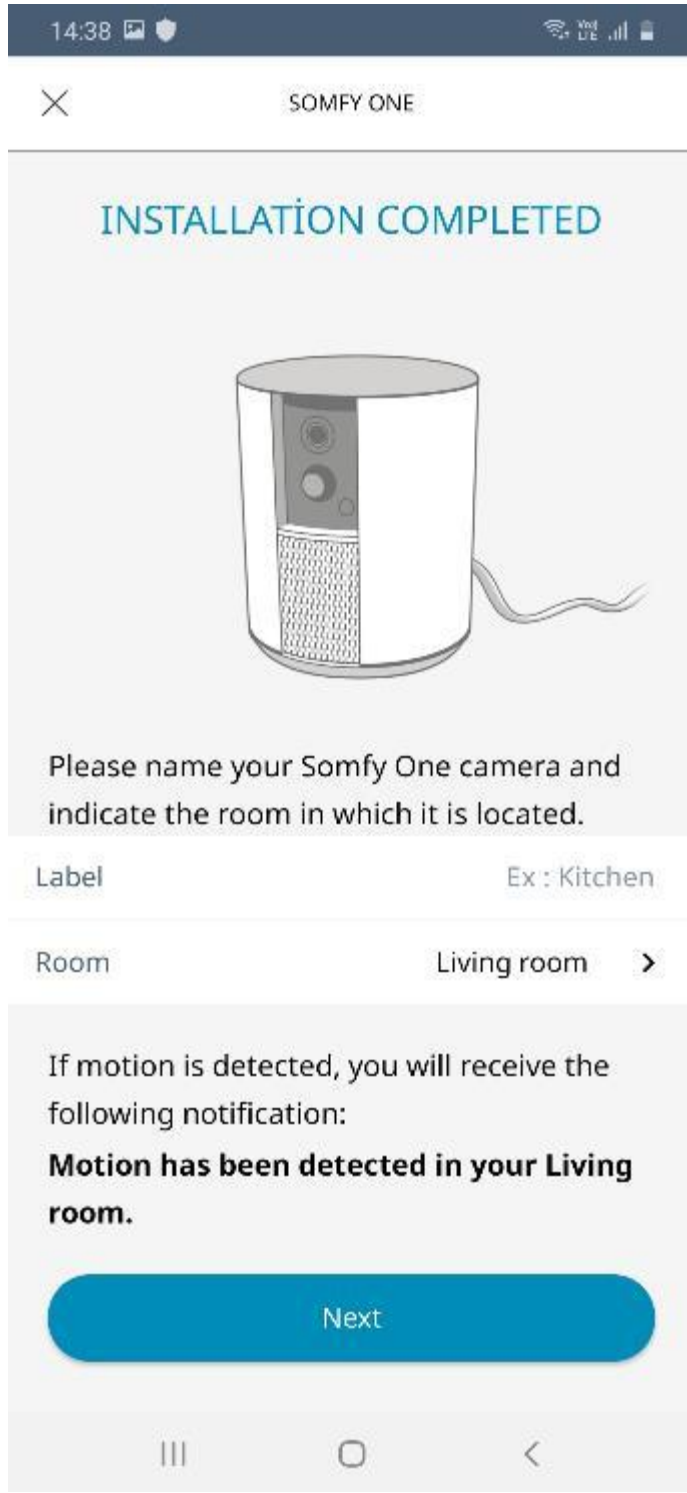 14:38
Vo)) LTE
SOMFY ONE
INSTALLATİON COMPLETED
Please name your Somfy One camera and
indicate the room in which it is located.
Label Ex : Kitchen
Room Living room
If motion is detected, you will receive the
following notification:
Motion has been detected in your Living
room.
Next